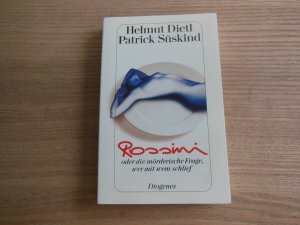 Helmut Dietl
Patrick Süskind
Rossini
oder die mörderische Frage,
wer mit wem schlief
Diogenes